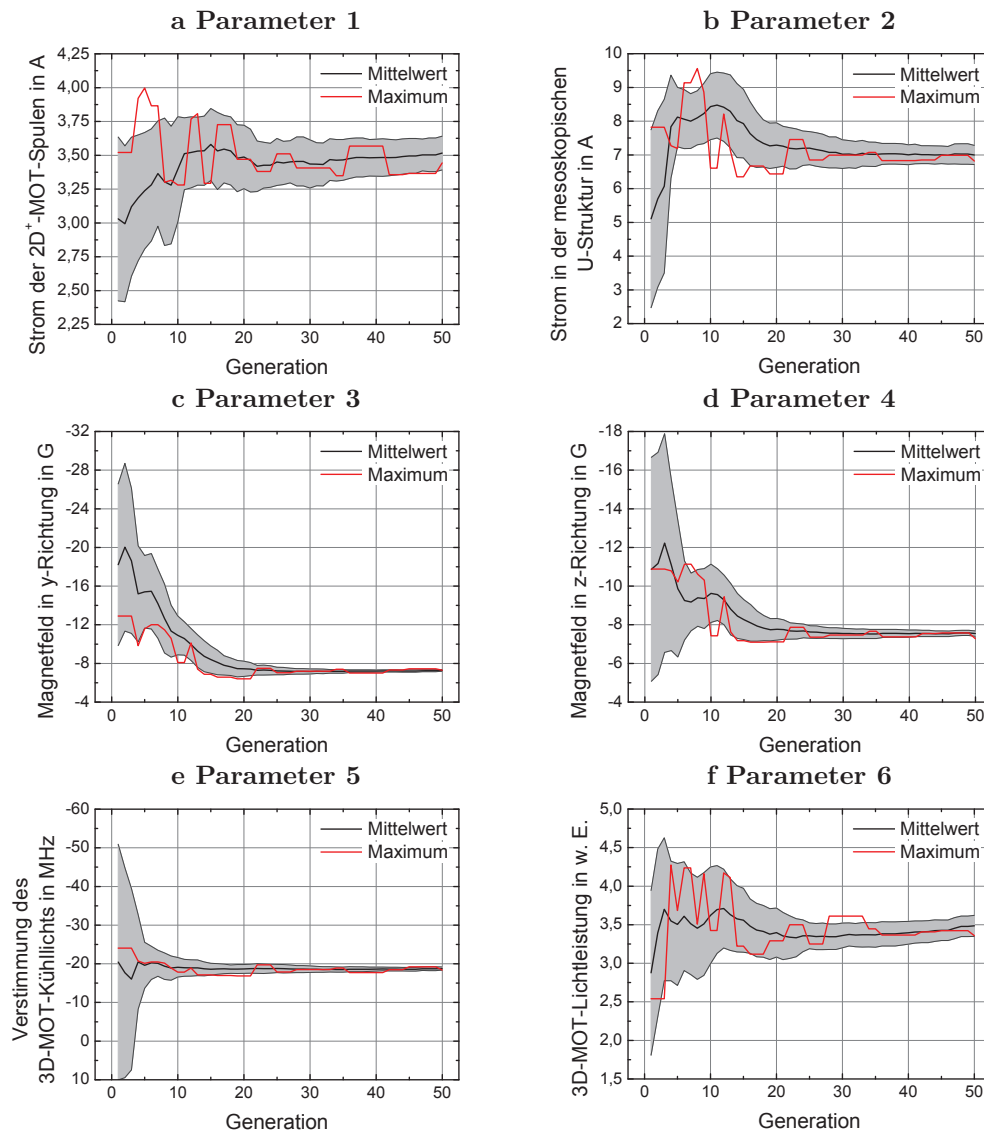 a Parameter 1
Strom der 2D⁺-MOT-Spulen in A
4,25
4,00
3,75
3,50
3,25
3,00
2,75
2,50
2,25
Mittelwert
Maximum
0 10 20 30 40 50
Generation
b Parameter 2
Strom in der mesoskopischen
U-Struktur in A
10
9
8
7
6
5
4
3
2
Mittelwert
Maximum
0 10 20 30 40 50
Generation
c Parameter 3
Magnetfeld in y-Richtung in G
-32
-28
-24
-20
-16
-12
-8
-4
Mittelwert
Maximum
0 10 20 30 40 50
Generation
d Parameter 4
Magnetfeld in z-Richtung in G
-18
-16
-14
-12
-10
-8
-6
-4
Mittelwert
Maximum
0 10 20 30 40 50
Generation
e Parameter 5
Verstimmung des
3D-MOT-Kühllichts in MHz
-60
-50
-40
-30
-20
-10
0
10
Mittelwert
Maximum
0 10 20 30 40 50
Generation
f Parameter 6
3D-MOT-Lichtleistung in w. E.
5,0
4,5
4,0
3,5
3,0
2,5
2,0
1,5
Mittelwert
Maximum
0 10 20 30 40 50
Generation